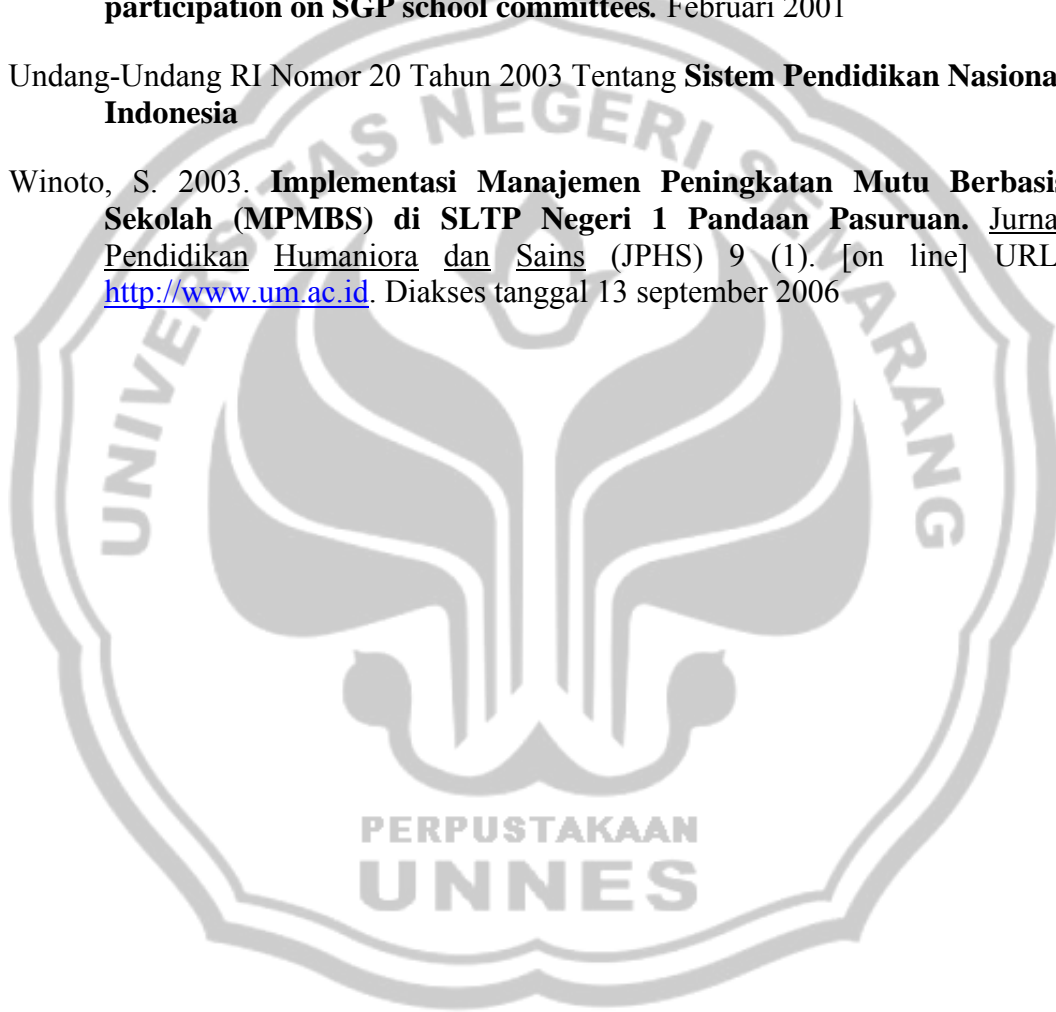 participation on SGP school committees. Februari 2001
Undang-Undang RI Nomor 20 Tahun 2003 Tentang Sistem Pendidikan Nasiona
Indonesia
Winoto, S. 2003. Implementasi Manajemen Peningkatan Mutu Berbasis
Sekolah (MPMBS) di SLTP Negeri 1 Pandaan Pasuruan. Jurna
Pendidikan Humaniora dan Sains (JPHS) 9 (1). [on line] URL
http://www.um.ac.id. Diakses tanggal 13 september 2006
UNIVERSITAS NEGERI SEMARANG
PERPUSTAKAAN
UNNES